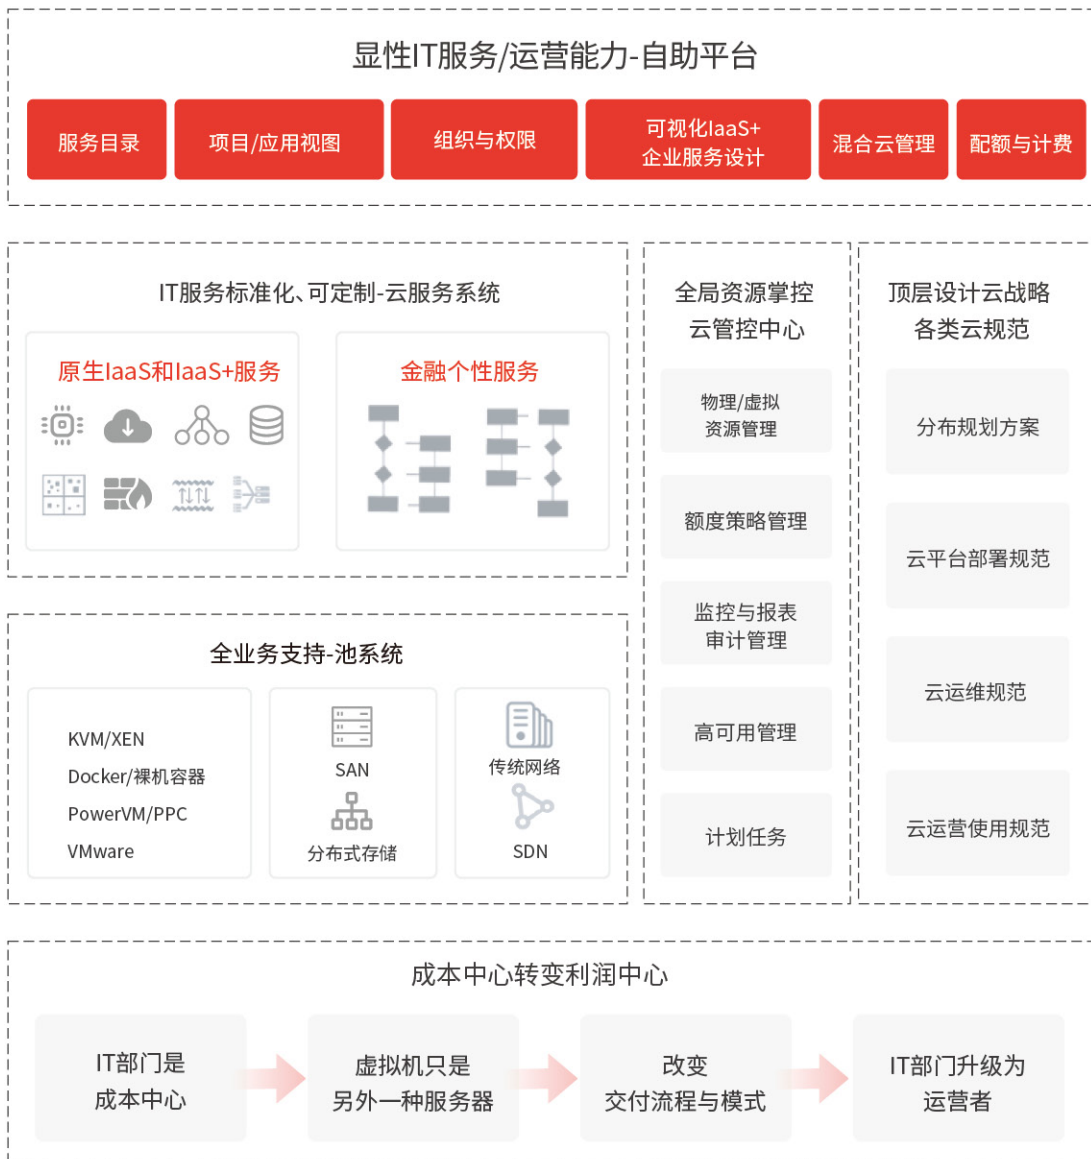 显性IT服务/运营能力-自助平台
服务目录
项目/应用视图
组织与权限
可视化IaaS+
企业服务设计
混合云管理
配额与计费
IT服务标准化、可定制-云服务系统
原生IaaS和IaaS+服务
金融个性服务
全业务支持-池系统
KVM/XEN
Docker/裸机容器
PowerVM/PPC
VMware
SAN
分布式存储
传统网络
SDN
全局资源掌控
云管控中心
物理/虚拟
资源管理
额度策略管理
监控与报表
审计管理
高可用管理
计划任务
顶层设计云战略
各类云规范
分布规划方案
云平台部署规范
云运维规范
云运营使用规范
成本中心转变利润中心
IT部门是
成本中心
虚拟机只是
另外一种服务器
改变
交付流程与模式
IT部门升级为
运营者